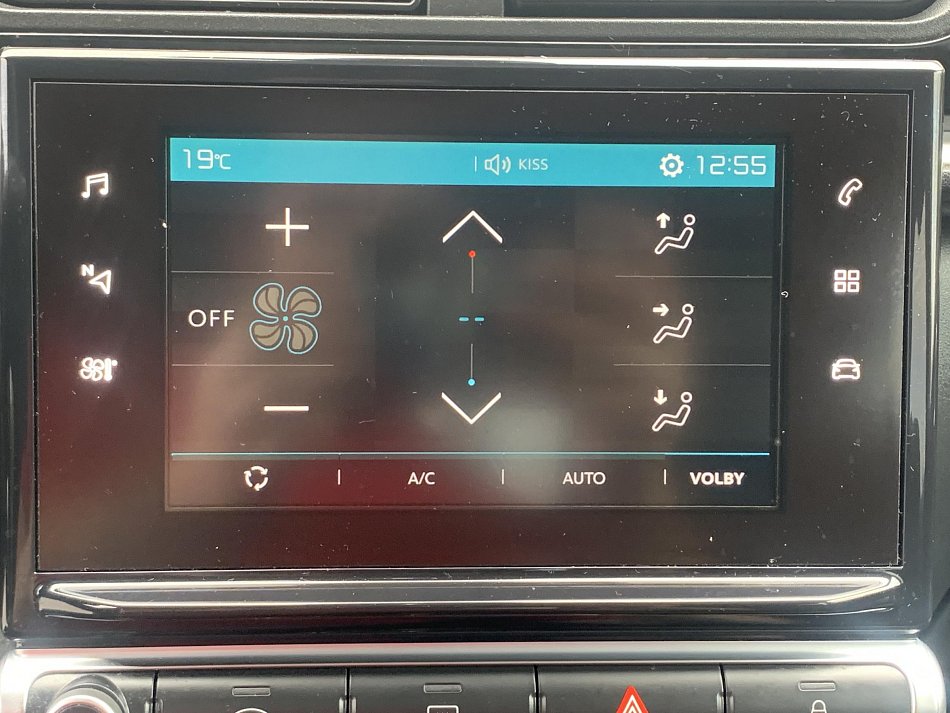 19°C KISS 12:55
N
OFF
--
A/C AUTO VOLBY